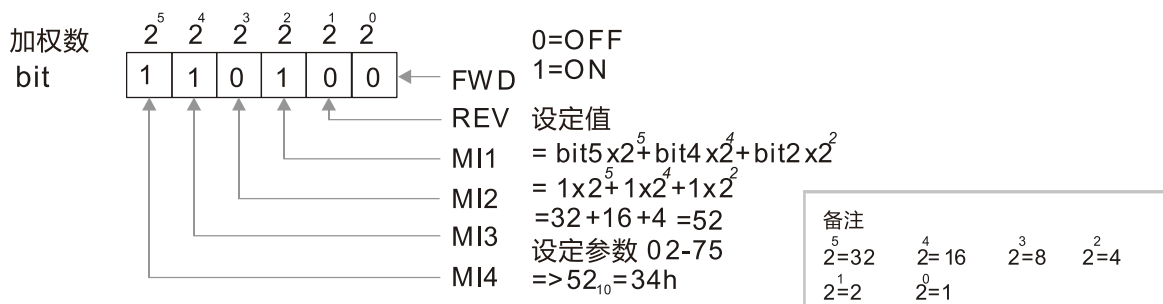 加权数 2⁵ 2⁴ 2³ 2² 2¹ 2⁰
bit 1 1 0 1 0 0
0=OFF
1=ON
FWD
REV
MI1
MI2
MI3
MI4
设定值
= bit5x2⁵+bit4x2⁴+bit2x2²
= 1x2⁵+1x2⁴+1x2²
=32+16+4 =52
设定参数 02-75
=>52₁₀=34h
备注
2⁵=32 2⁴=16 2³=8 2²=4
2¹=2 2⁰=1